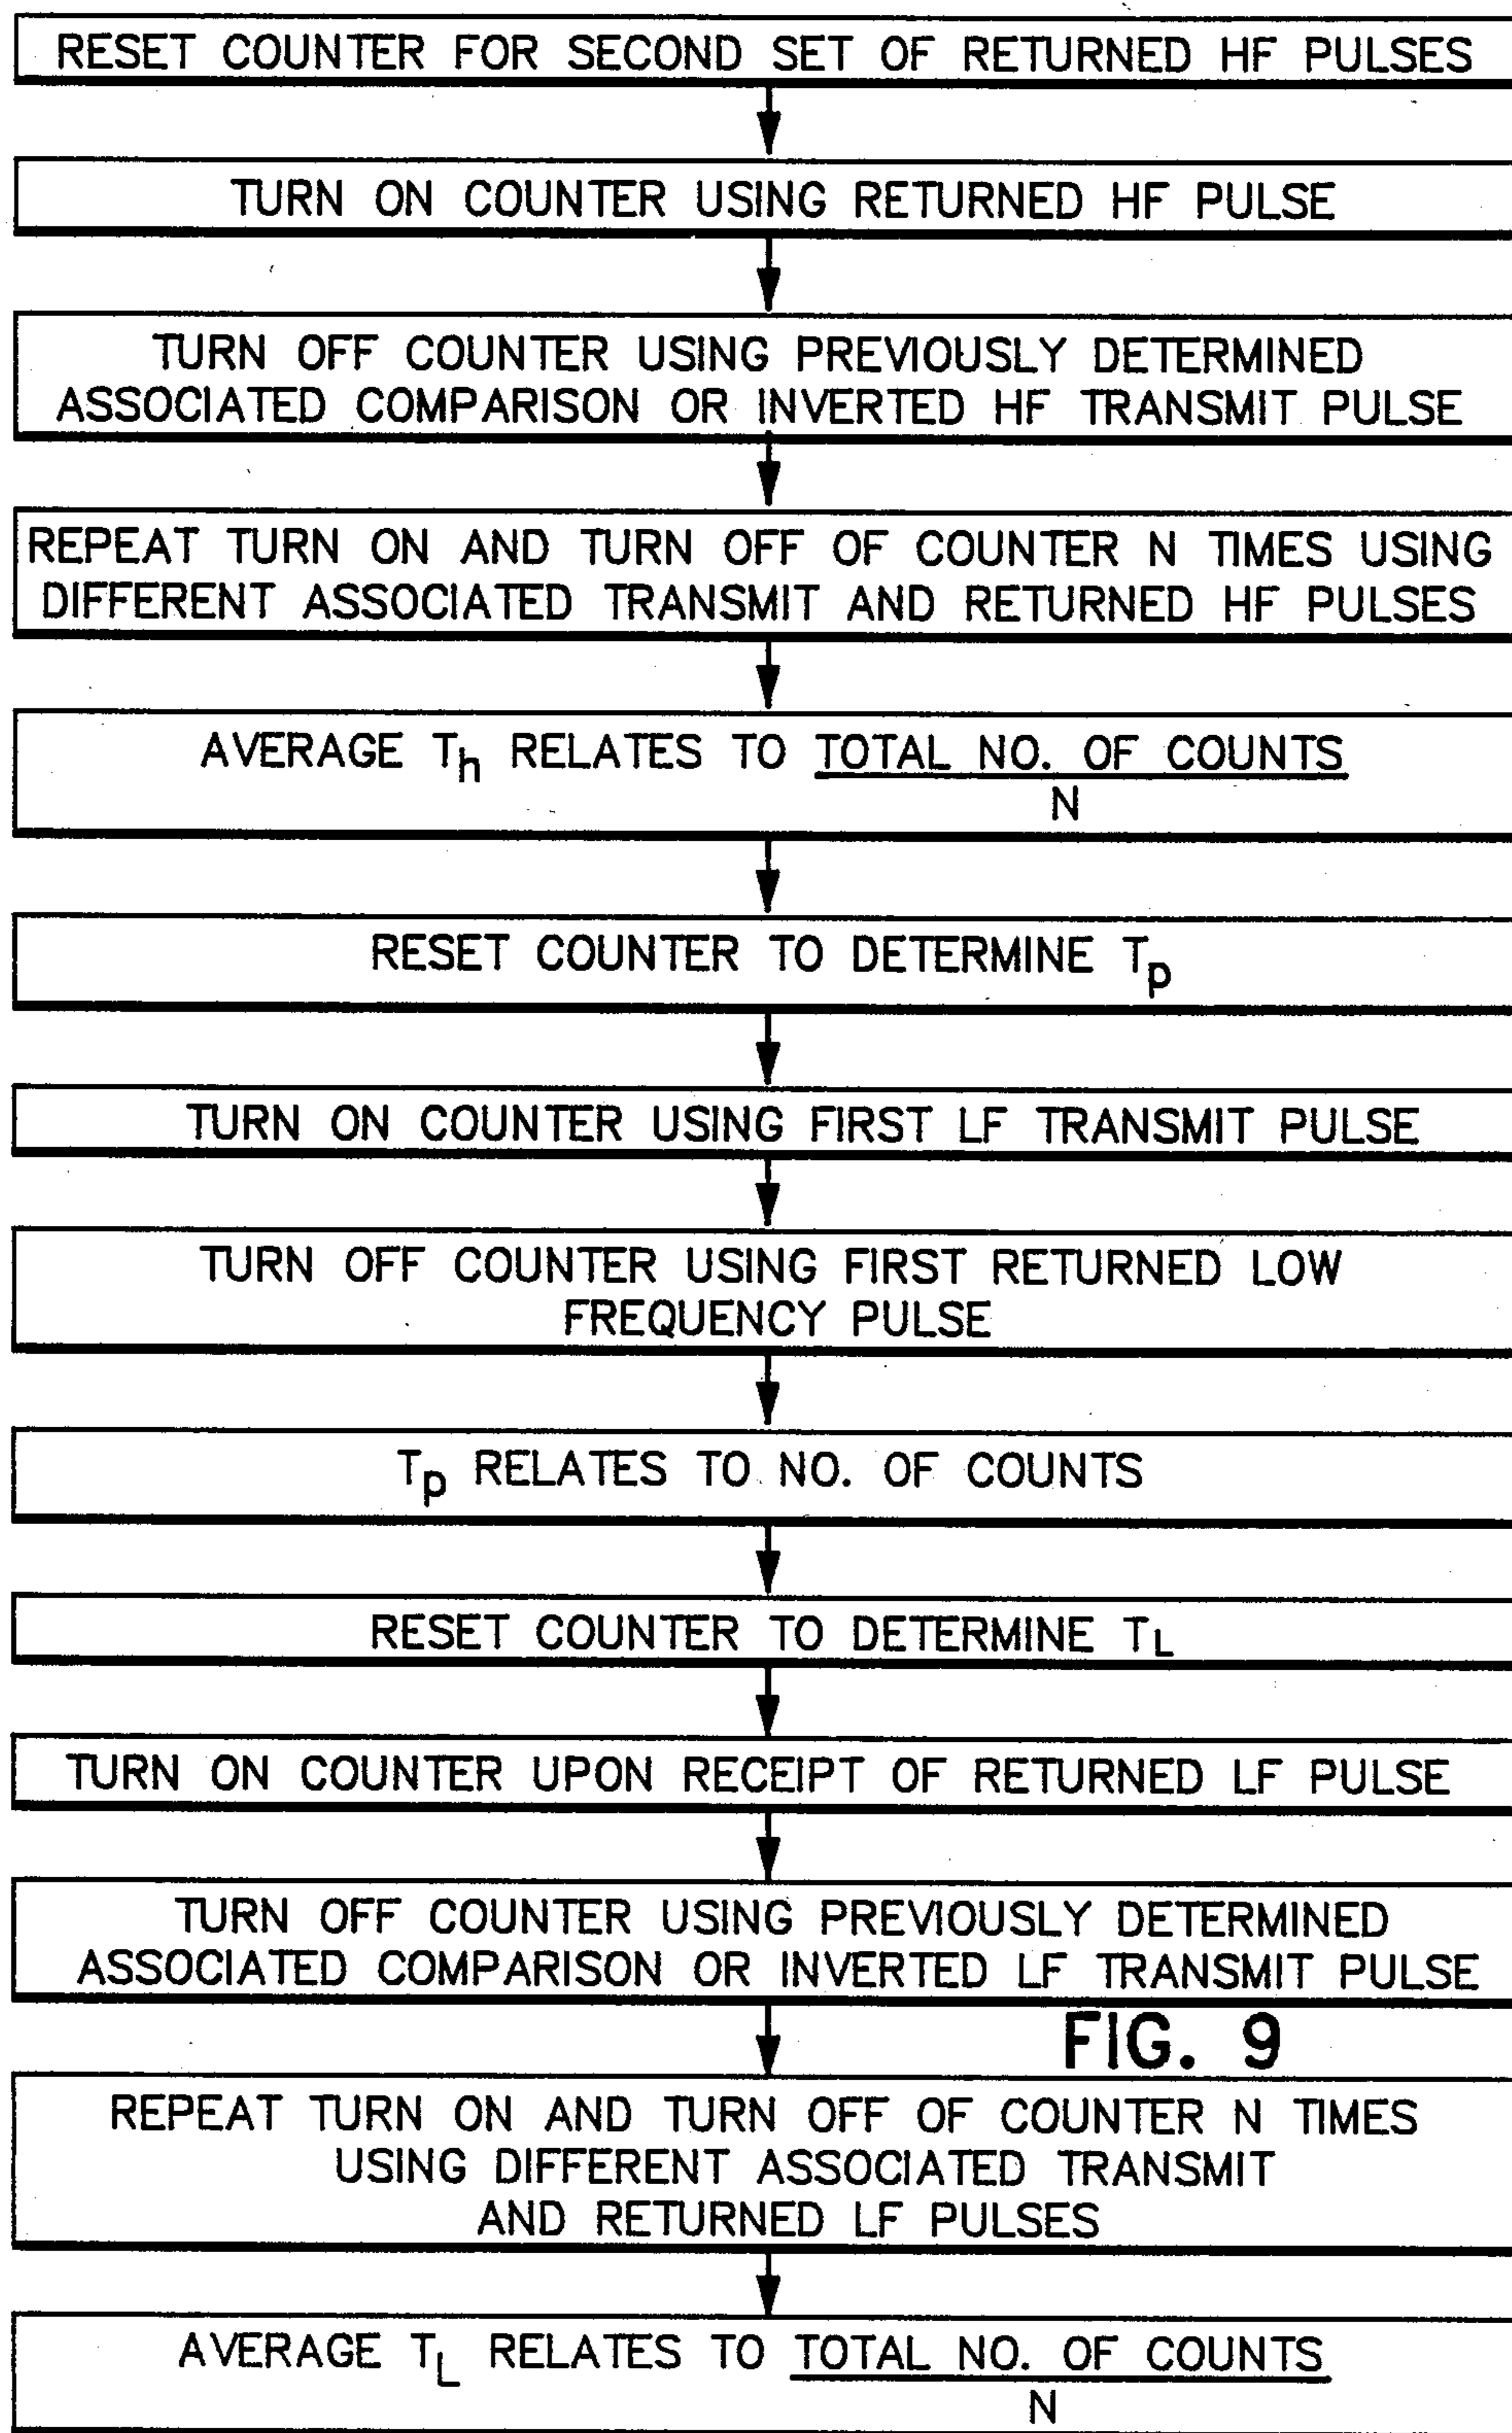 RESET COUNTER FOR SECOND SET OF RETURNED HF PULSES
TURN ON COUNTER USING RETURNED HF PULSE
TURN OFF COUNTER USING PREVIOUSLY DETERMINED
ASSOCIATED COMPARISON OR INVERTED HF TRANSMIT PULSE
REPEAT TURN ON AND TURN OFF OF COUNTER N TIMES USING
DIFFERENT ASSOCIATED TRANSMIT AND RETURNED HF PULSES
AVERAGE Th RELATES TO TOTAL NO. OF COUNTS
N
RESET COUNTER TO DETERMINE Tp
TURN ON COUNTER USING FIRST LF TRANSMIT PULSE
TURN OFF COUNTER USING FIRST RETURNED LOW
FREQUENCY PULSE
Tp RELATES TO NO. OF COUNTS
RESET COUNTER TO DETERMINE TL
TURN ON COUNTER UPON RECEIPT OF RETURNED LF PULSE
TURN OFF COUNTER USING PREVIOUSLY DETERMINED
ASSOCIATED COMPARISON OR INVERTED LF TRANSMIT PULSE
FIG. 9
REPEAT TURN ON AND TURN OFF OF COUNTER N TIMES
USING DIFFERENT ASSOCIATED TRANSMIT
AND RETURNED LF PULSES
AVERAGE TL RELATES TO TOTAL NO. OF COUNTS
N